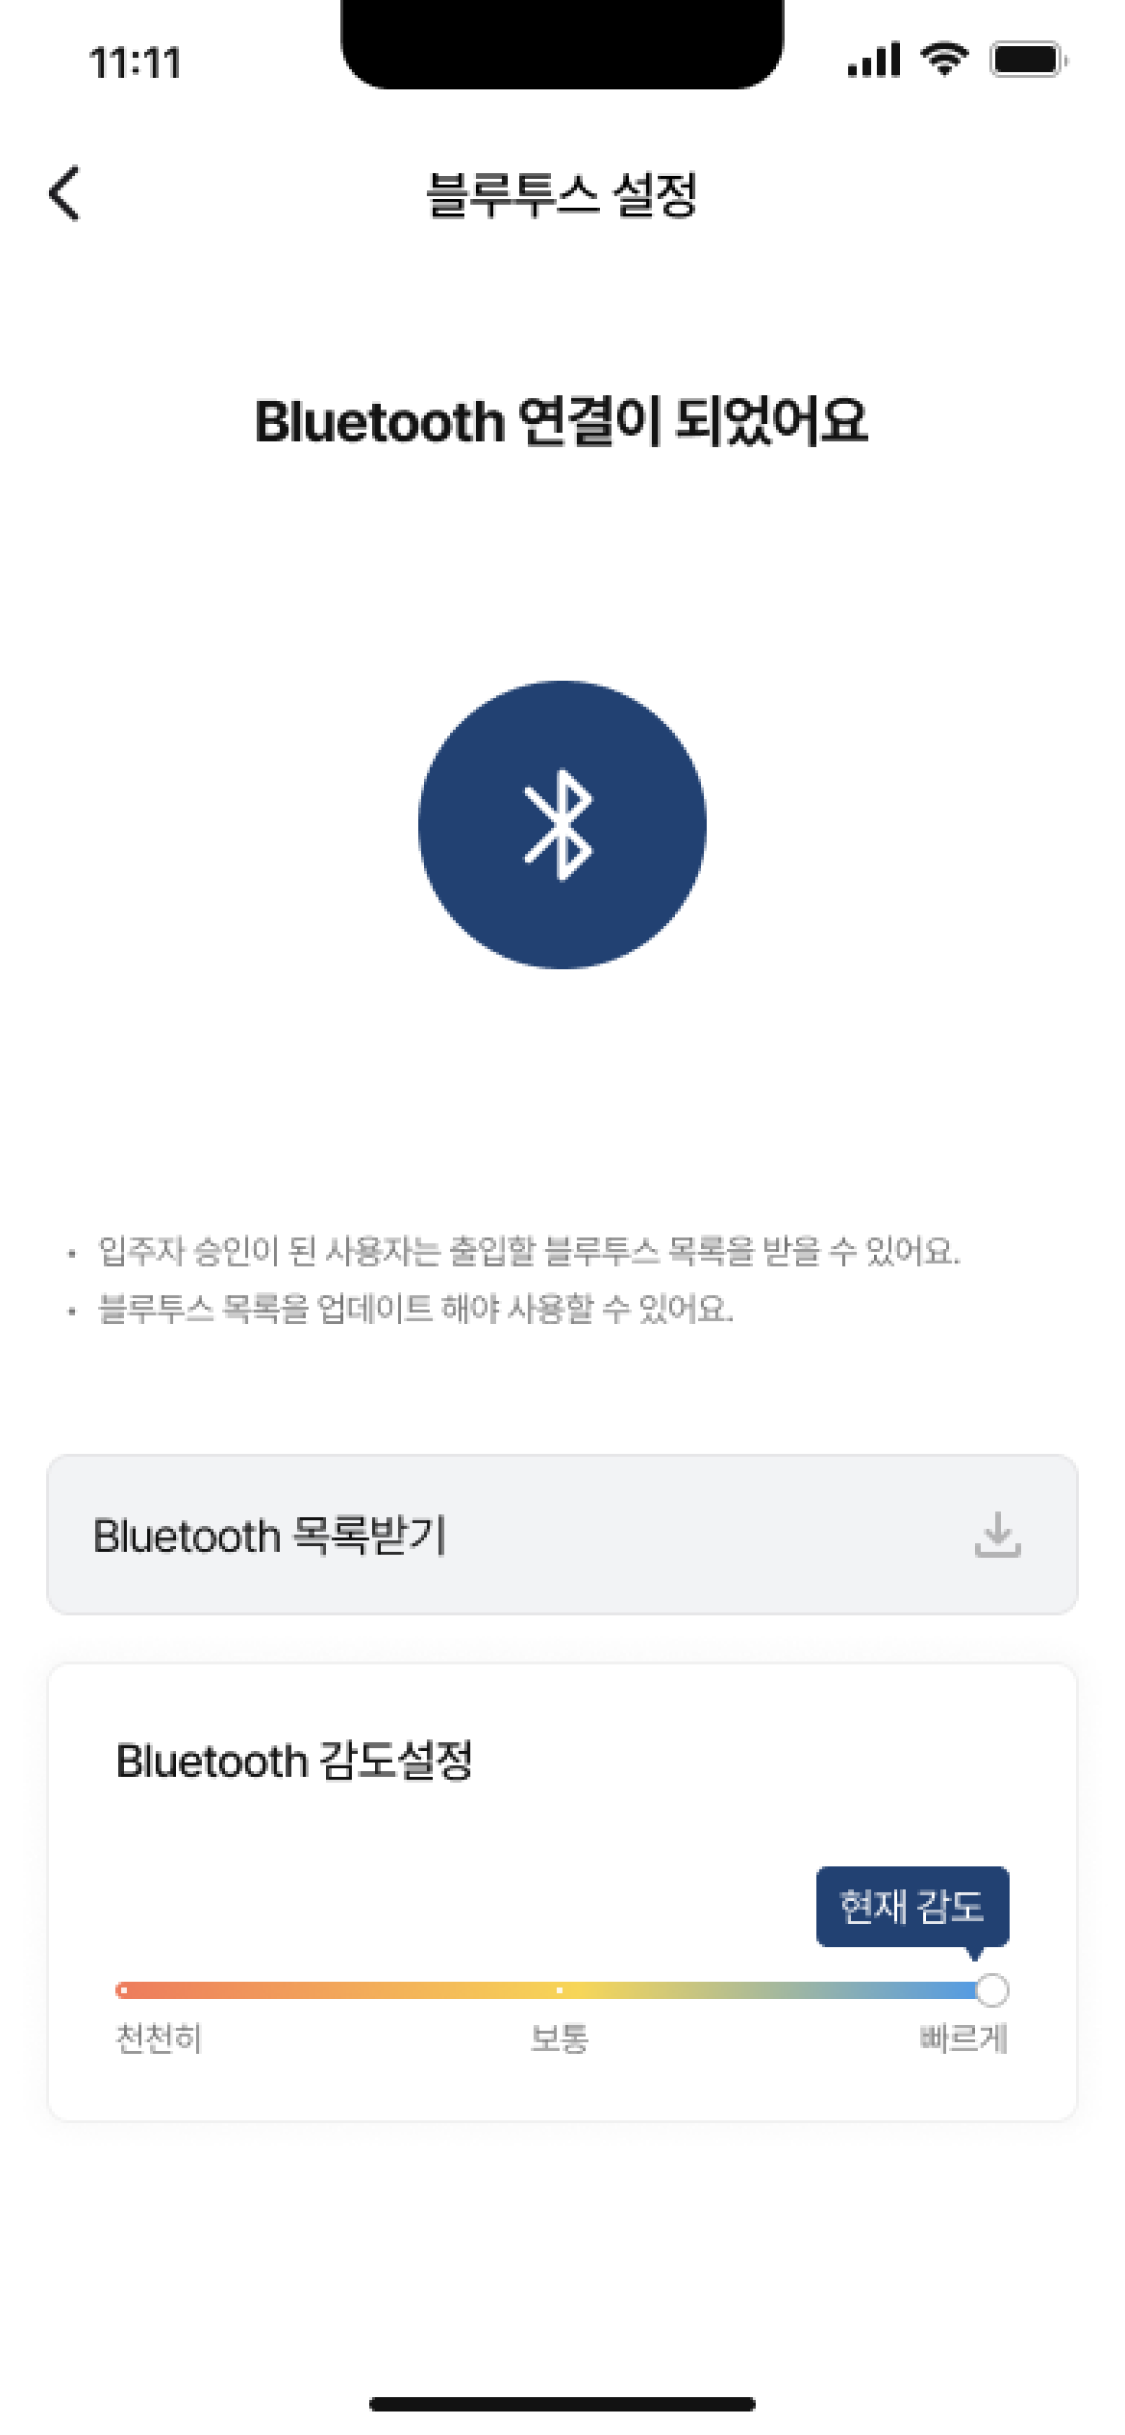 11:11
블루투스 설정
Bluetooth 연결이 되었어요
• 입주자 승인이 된 사용자는 출입할 블루투스 목록을 받을 수 있어요.
• 블루투스 목록을 업데이트 해야 사용할 수 있어요.
Bluetooth 목록받기
Bluetooth 감도설정
현재 감도
천천히 보통 빠르게